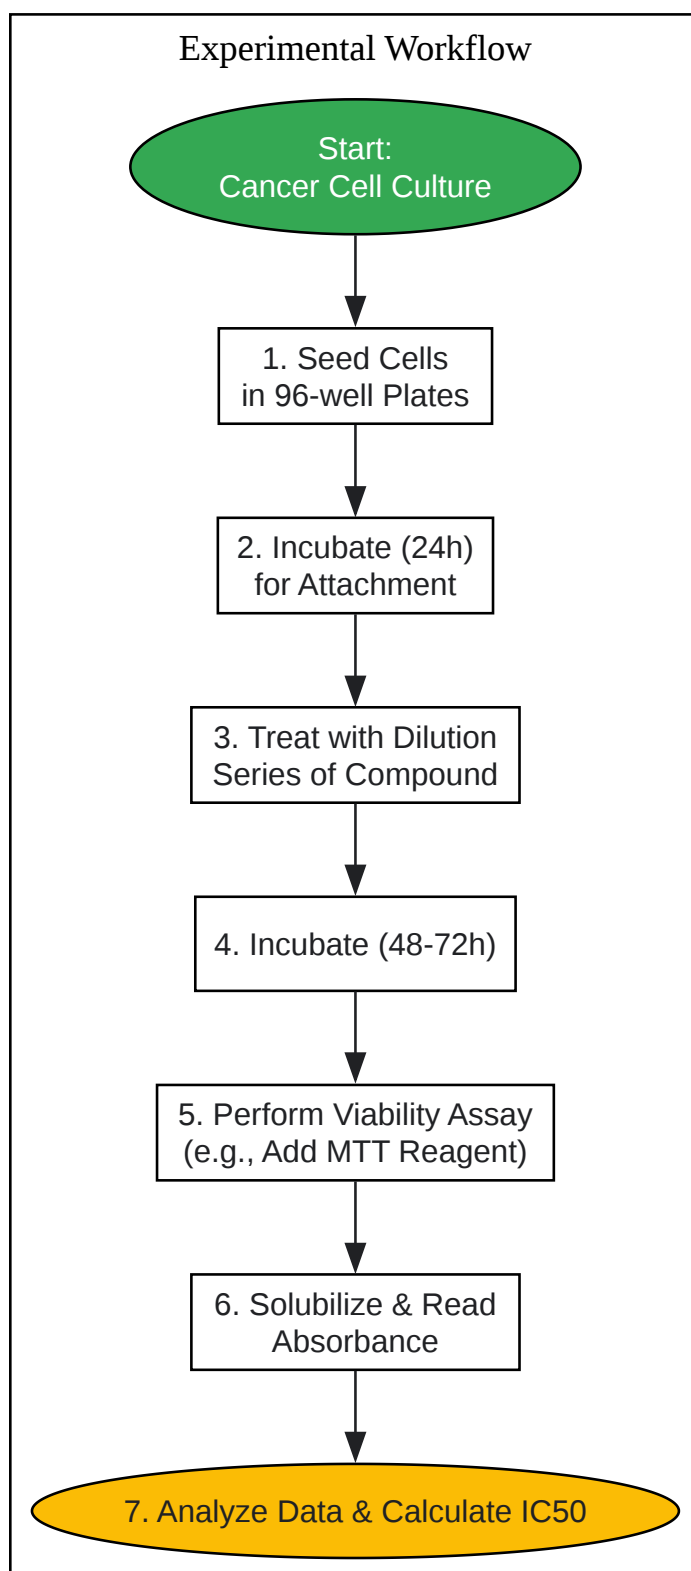 Experimental Workflow
Start:
Cancer Cell Culture
1. Seed Cells
in 96-well Plates
2. Incubate (24h)
for Attachment
3. Treat with Dilution
Series of Compound
4. Incubate (48-72h)
5. Perform Viability Assay
(e.g., Add MTT Reagent)
6. Solubilize & Read
Absorbance
7. Analyze Data & Calculate IC50